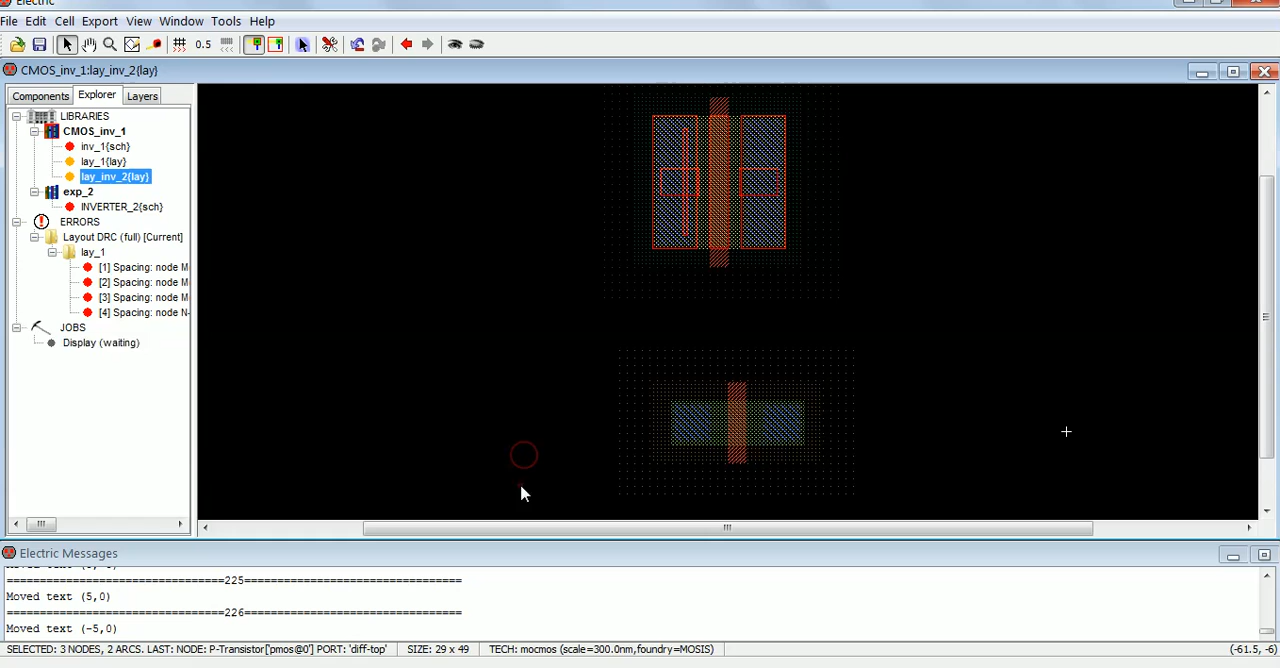 Electric
File Edit Cell Export View Window Tools Help
0.5
CMOS_inv_1:lay_inv_2{lay}
Components Explorer Layers
LIBRARIES
CMOS_inv_1
inv_1{sch}
lay_1{lay}
lay_inv_2{lay}
exp_2
INVERTER_2{sch}
ERRORS
Layout DRC (full) [Current]
lay_1
[1] Spacing: node M
[2] Spacing: node M
[3] Spacing: node M
[4] Spacing: node N-
JOBS
Display (waiting)
Electric Messages
=================================225=================================
Moved text (5,0)
=================================226=================================
Moved text (-5,0)
SELECTED: 3 NODES, 2 ARCS. LAST: NODE: P-Transistor['pmos@0'] PORT: 'diff-top' SIZE: 29 x 49 TECH: mocmos (scale=300.0nm,foundry=MOSIS) (-61.5, -6)